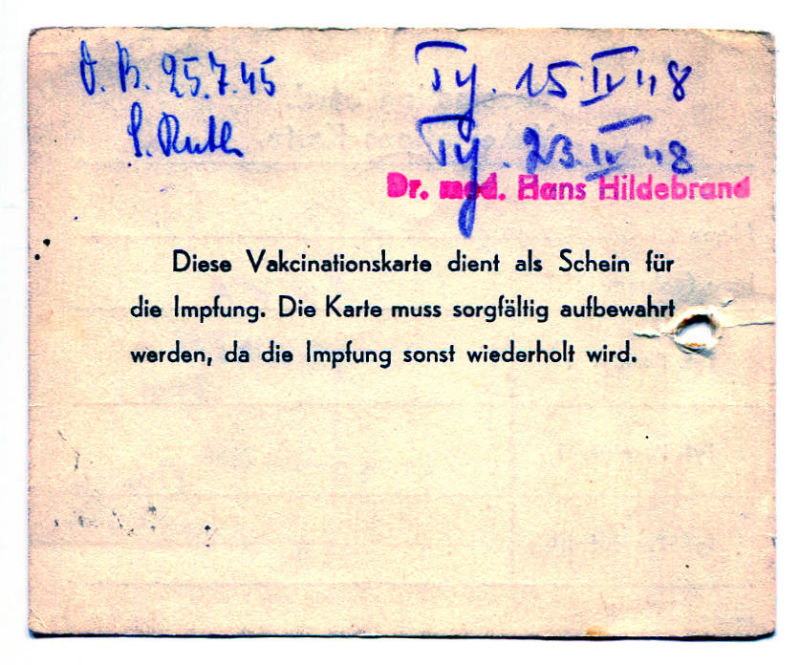 D. B. 25.7.45
S. Ruth
Ty. 15. IV 48
Ty. 23. IV 48
Dr. med. Hans Hildebrand
Diese Vakcinationskarte dient als Schein für
die Impfung. Die Karte muss sorgfältig aufbewahrt
werden, da die Impfung sonst wiederholt wird.